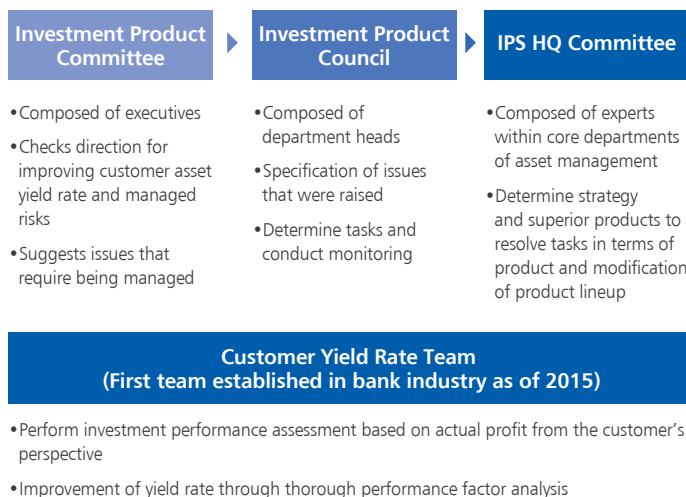 Investment Product
Committee
Investment Product
Council
IPS HQ Committee
•Composed of executives
•Checks direction for
improving customer asset
yield rate and managed
risks
•Suggests issues that
require being managed
•Composed of
department heads
•Specification of issues
that were raised
•Determine tasks and
conduct monitoring
•Composed of experts
within core departments
of asset management
•Determine strategy
and superior products to
resolve tasks in terms of
product and modification
of product lineup
Customer Yield Rate Team
(First team established in bank industry as of 2015)
•Perform investment performance assessment based on actual profit from the customer’s
perspective
•Improvement of yield rate through thorough performance factor analysis